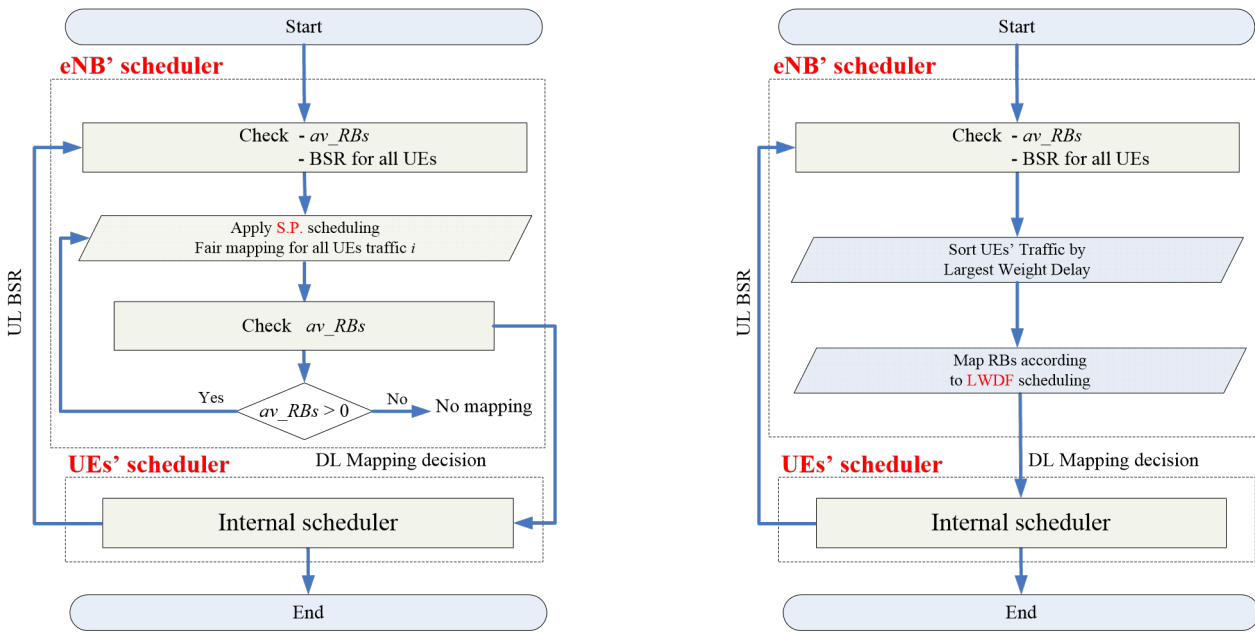 Start
eNB’ scheduler
Check - av_RBs
- BSR for all UEs
Apply S.P. scheduling
Fair mapping for all UEs traffic i
Check av_RBs
Yes
av_RBs > 0
No
No mapping
UL BSR
UEs’ scheduler
DL Mapping decision
Internal scheduler
End
Start
eNB’ scheduler
Check - av_RBs
- BSR for all UEs
Sort UEs’ Traffic by
Largest Weight Delay
UL BSR
Map RBs according
to LWDF scheduling
UEs’ scheduler
DL Mapping decision
Internal scheduler
End